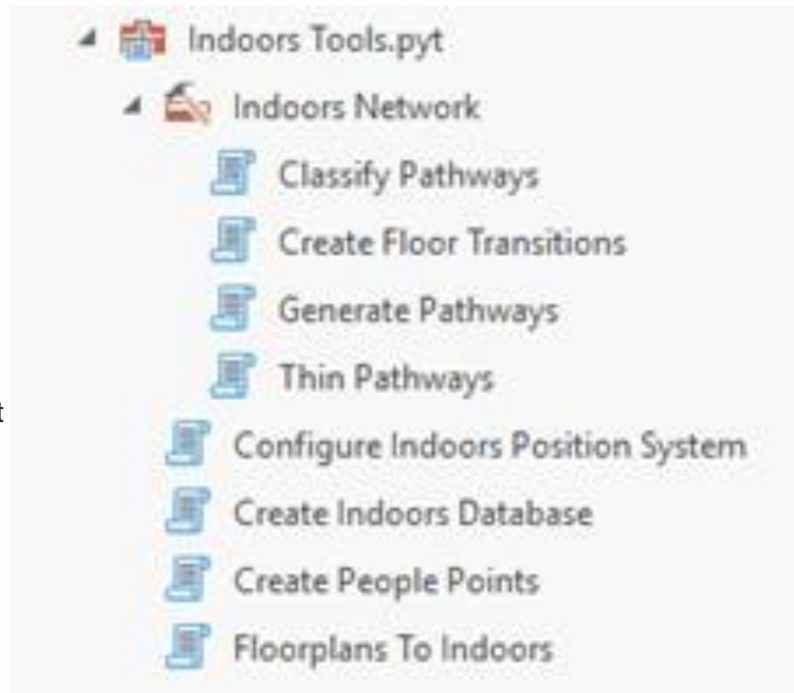 Indoors Tools.pyt
Indoors Network
Classify Pathways
Create Floor Transitions
Generate Pathways
Thin Pathways
t
Configure Indoors Position System
Create Indoors Database
Create People Points
Floorplans To Indoors